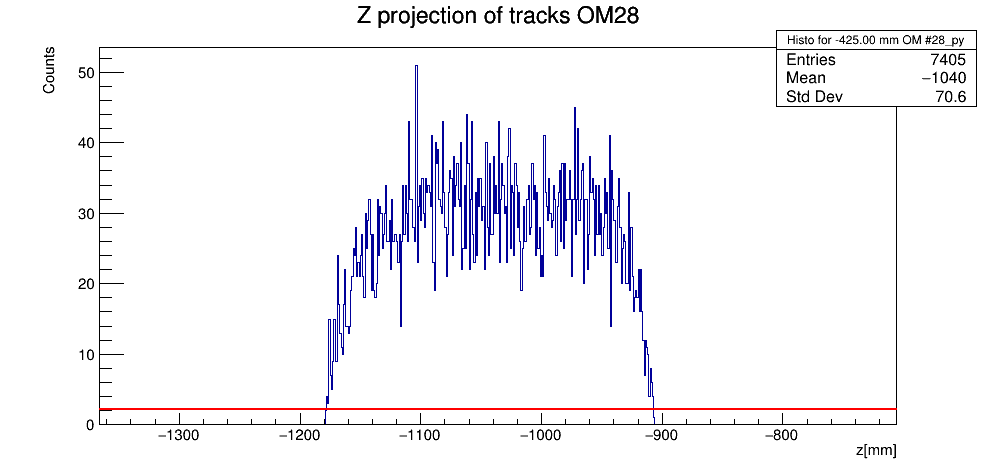 Z projection of tracks OM28
Histo for -425.00 mm OM #28_py
Entries 7405
Mean −1040
Std Dev 70.6
Counts
50
40
30
20
10
0
−1300 −1200 −1100 −1000 −900 −800
z[mm]